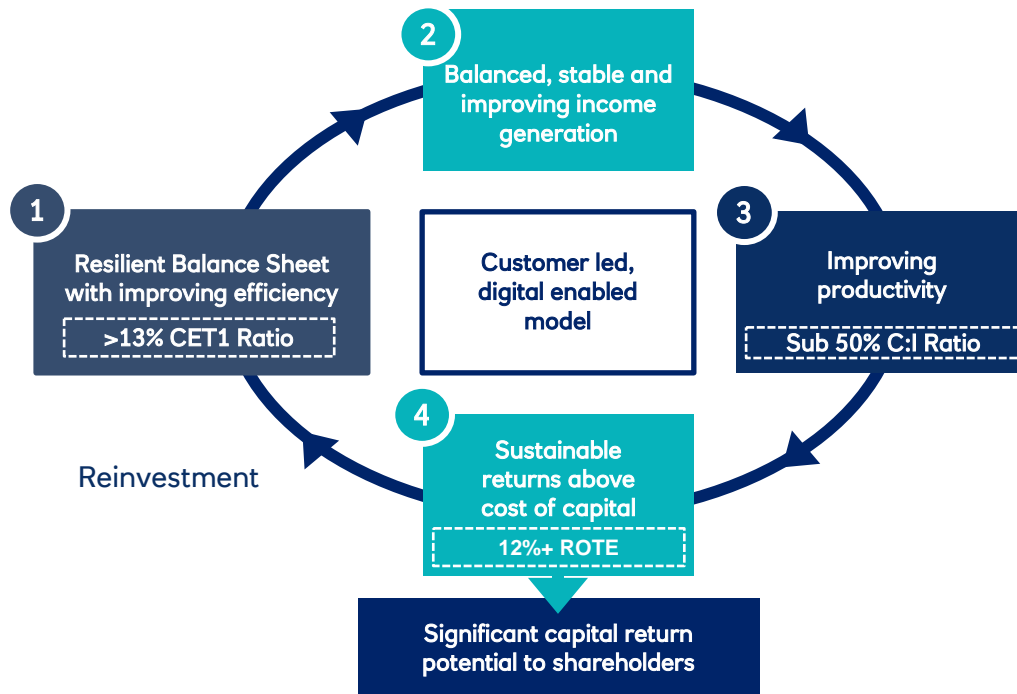 1
Resilient Balance Sheet
with improving efficiency
>13% CET1 Ratio
2
Balanced, stable and
improving income
generation
3
Improving
productivity
Sub 50% C:I Ratio
Customer led,
digital enabled
model
4
Sustainable
returns above
cost of capital
12%+ ROTE
Reinvestment
Significant capital return
potential to shareholders